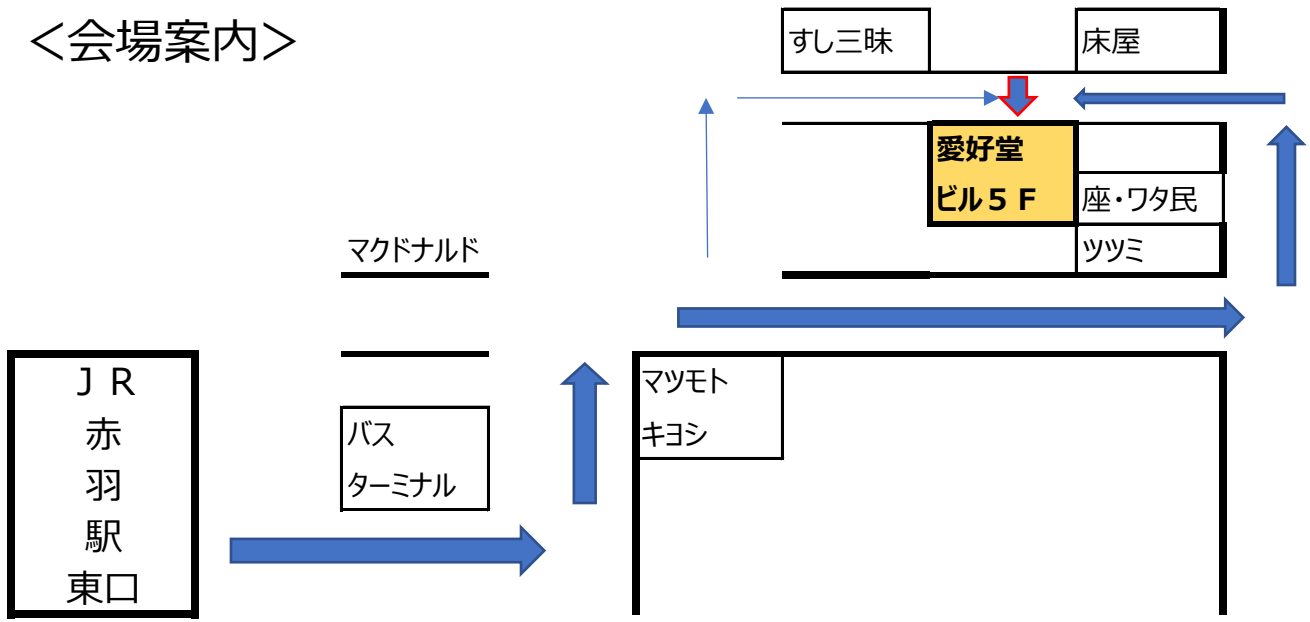 ＜会場案内＞
すし三昧
床屋
愛好堂
ビル５Ｆ
座・ワタ民
ツツミ
マクドナルド
ＪＲ
赤
羽
駅
東口
バス
ターミナル
マツモト
キヨシ